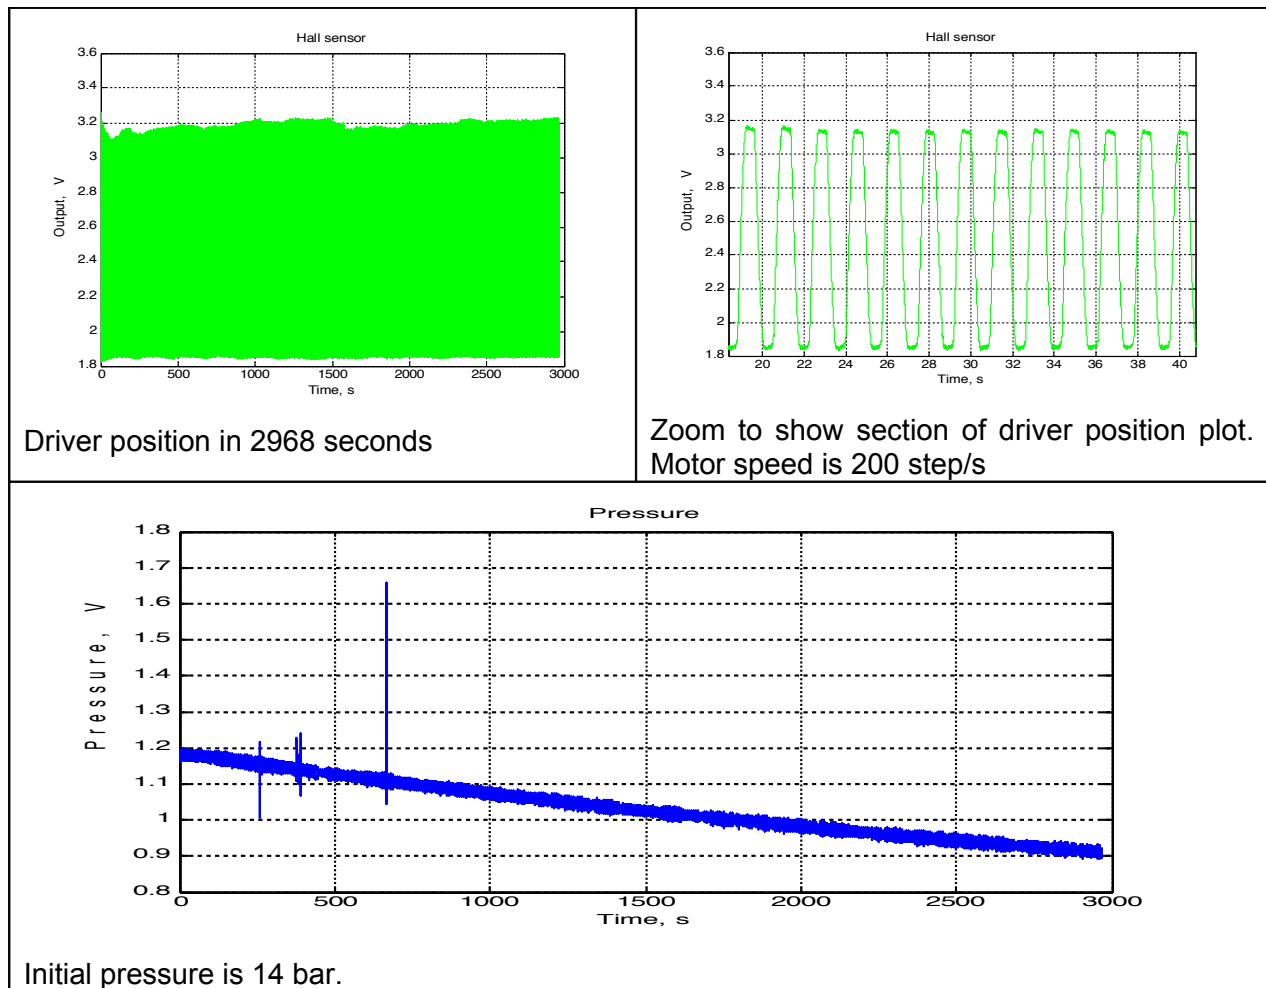 Hall sensor
3.6
3.4
3.2
3
2.8
2.6
2.4
2.2
2
1.8
Output, V
0 500 1000 1500 2000 2500 3000
Time, s
Driver position in 2968 seconds
Hall sensor
3.6
3.4
3.2
3
2.8
2.6
2.4
2.2
2
1.8
Output, V
20 22 24 26 28 30 32 34 36 38 40
Time, s
Zoom to show section of driver position plot.
Motor speed is 200 step/s
Pressure
1.8
1.7
1.6
1.5
1.4
1.3
1.2
1.1
1
0.9
0.8
Pressure, V
0 500 1000 1500 2000 2500 3000
Time, s
Initial pressure is 14 bar.